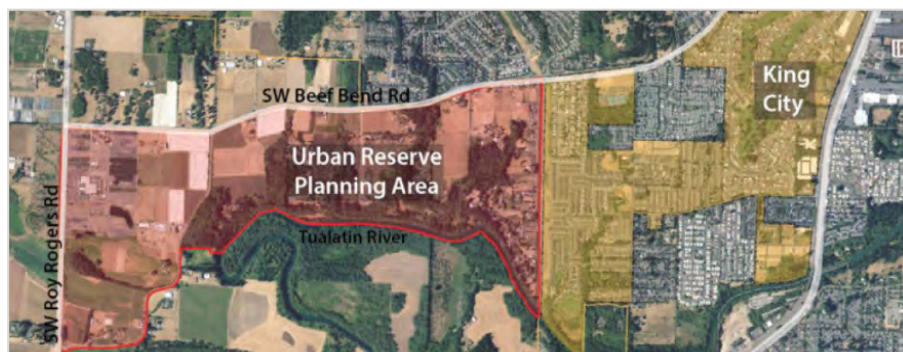 King
City
SW Beef Bend Rd
Urban Reserve
Planning Area
Tualatin River
SW Roy Rogers Rd